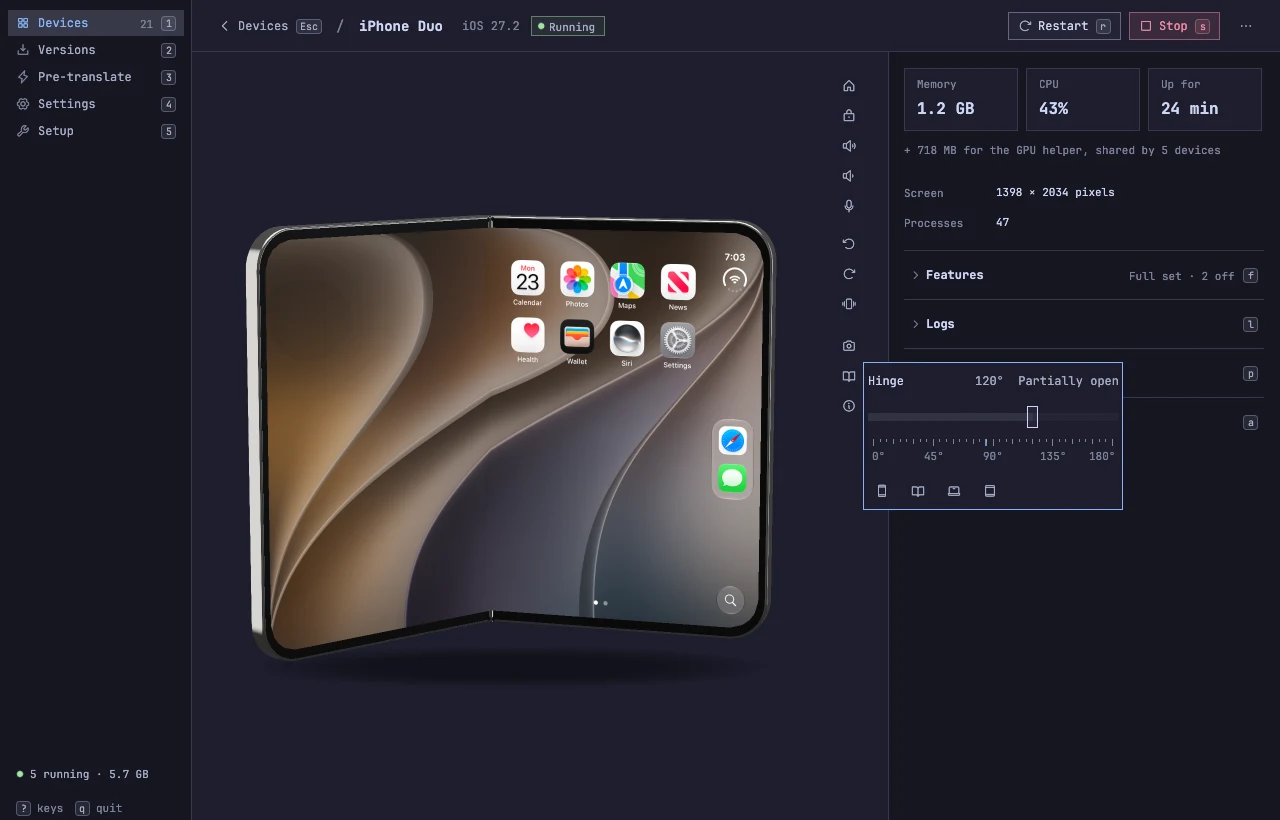 Devices 21 1
Versions 2
Pre-translate 3
Settings 4
Setup 5
5 running · 5.7 GB
? keys q quit
Devices Esc / iPhone Duo iOS 27.2 Running
Restart r Stop s ···
7:03
Mon
23
Calendar Photos Maps News
Health Wallet Siri Settings
Memory CPU Up for
1.2 GB 43% 24 min
+ 718 MB for the GPU helper, shared by 5 devices
Screen 1398 × 2034 pixels
Processes 47
Features Full set · 2 off f
Logs l
p
a
Hinge 120° Partially open
0° 45° 90° 135° 180°